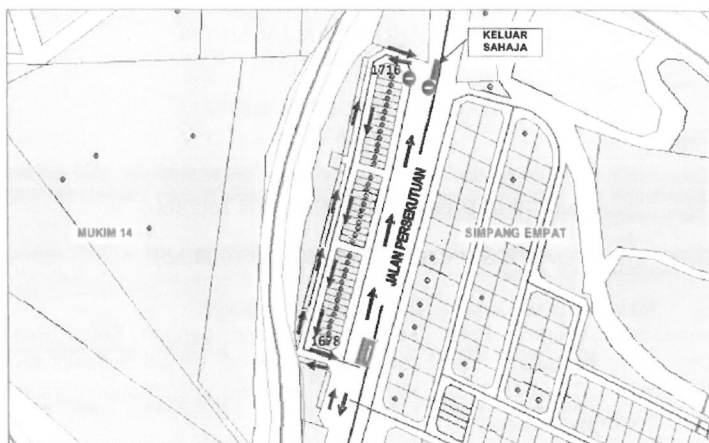 KELUAR
SAHAJA
1716
JALAN PERSEKUTUAN
MUKIM 14
SIMPANG EMPAT
1678